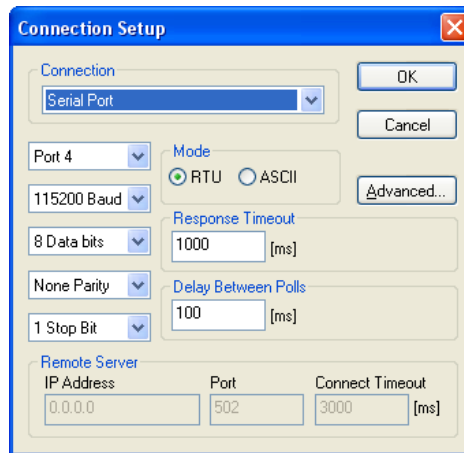 Connection Setup
Connection
Serial Port
OK
Cancel
Port 4
Mode
RTU
ASCII
Advanced...
115200 Baud
Response Timeout
8 Data bits
1000
[ms]
None Parity
Delay Between Polls
100
[ms]
1 Stop Bit
Remote Server
IP Address
Port
Connect Timeout
0.0.0.0
502
3000
[ms]